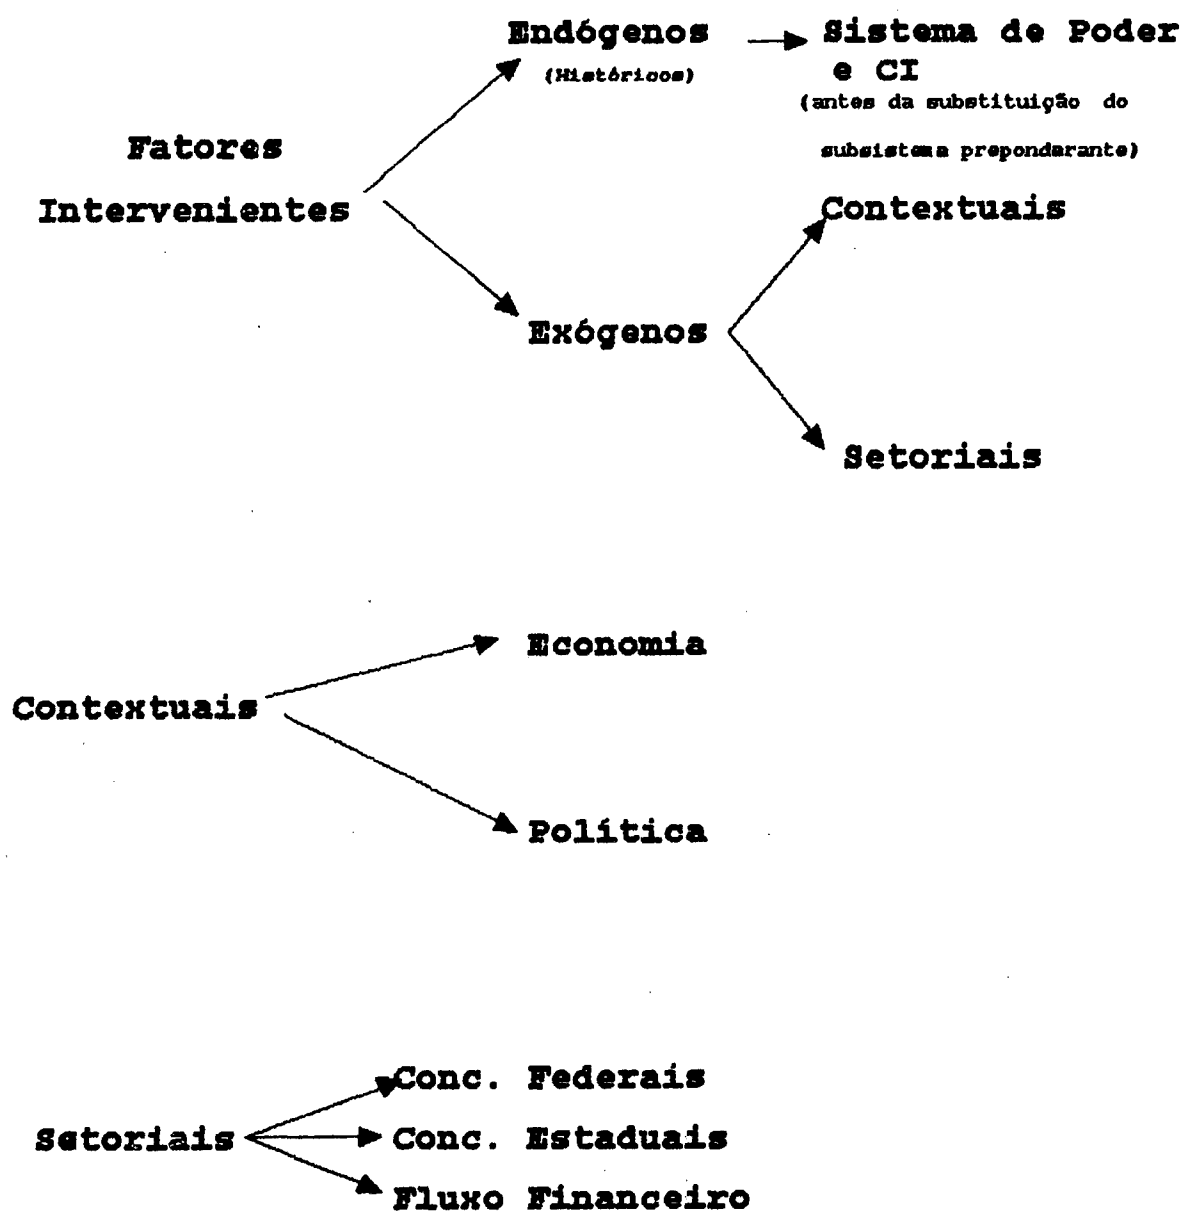 Endógenos
(Históricos)
Sistema de Poder
e CI
(antes da substituição do
subsistema preponderante)
Fatores
Intervenientes
Contextuais
Exógenos
Setoriais
Economia
Contextuais
Política
Conc. Federais
Setoriais
Conc. Estaduais
Fluxo Financeiro